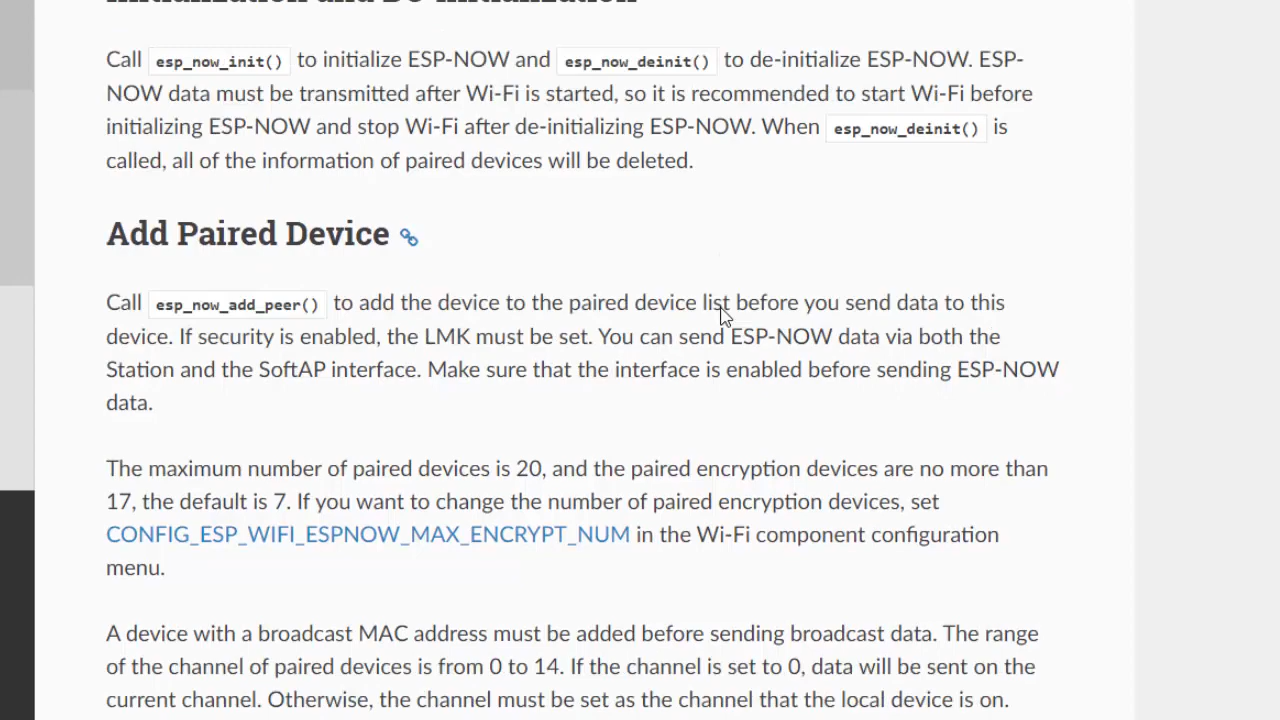 Initialization and De-initialization
Call esp_now_init() to initialize ESP-NOW and esp_now_deinit() to de-initialize ESP-NOW. ESP-
NOW data must be transmitted after Wi-Fi is started, so it is recommended to start Wi-Fi before
initializing ESP-NOW and stop Wi-Fi after de-initializing ESP-NOW. When esp_now_deinit() is
called, all of the information of paired devices will be deleted.
Add Paired Device
Call esp_now_add_peer() to add the device to the paired device list before you send data to this
device. If security is enabled, the LMK must be set. You can send ESP-NOW data via both the
Station and the SoftAP interface. Make sure that the interface is enabled before sending ESP-NOW
data.
The maximum number of paired devices is 20, and the paired encryption devices are no more than
17, the default is 7. If you want to change the number of paired encryption devices, set
CONFIG_ESP_WIFI_ESPNOW_MAX_ENCRYPT_NUM in the Wi-Fi component configuration
menu.
A device with a broadcast MAC address must be added before sending broadcast data. The range
of the channel of paired devices is from 0 to 14. If the channel is set to 0, data will be sent on the
current channel. Otherwise, the channel must be set as the channel that the local device is on.